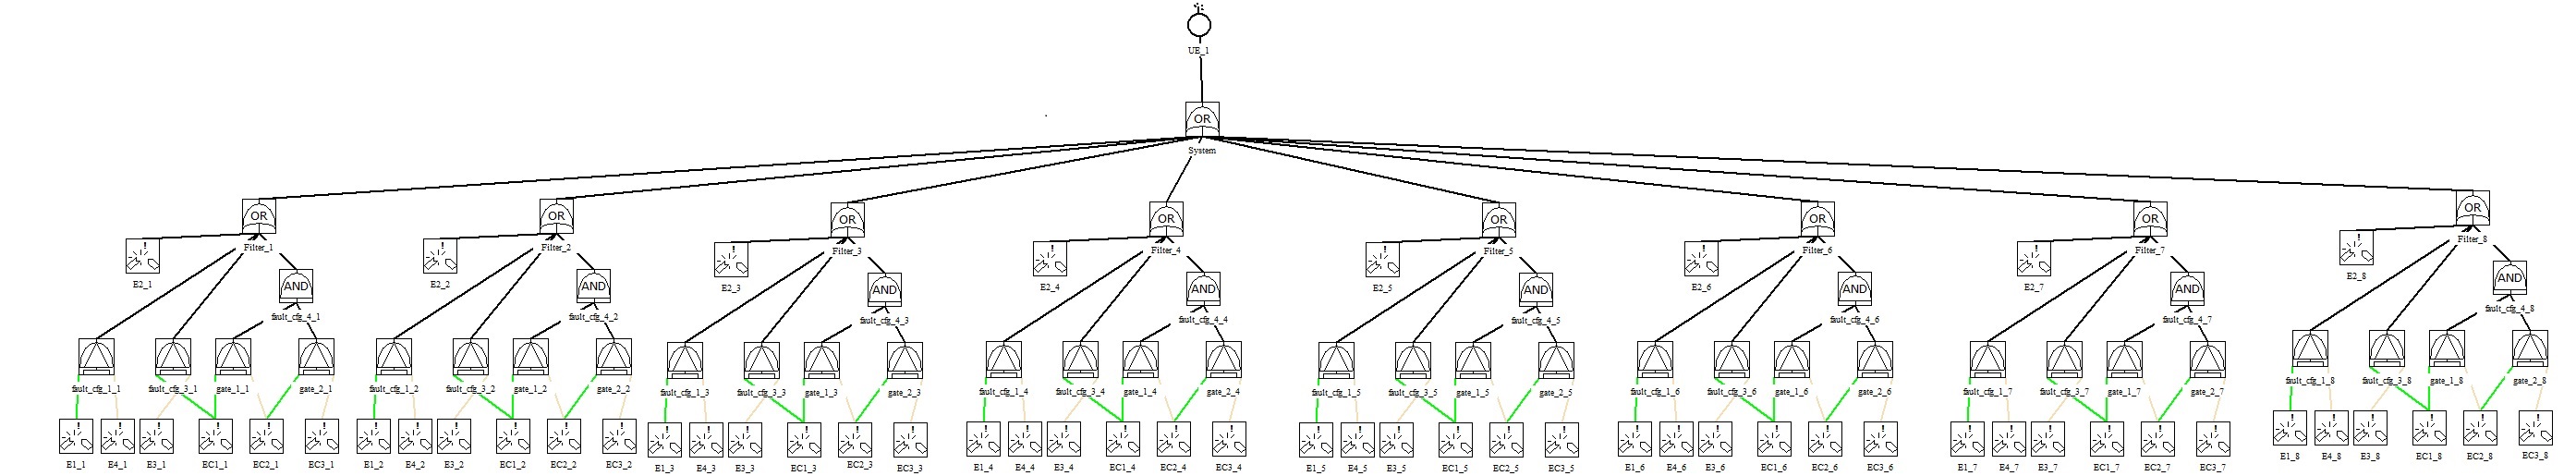 UE_1
OR
System
OR OR OR OR OR OR OR OR
Filter_1 Filter_2 Filter_3 Filter_4 Filter_5 Filter_6 Filter_7 Filter_8
E2_1 E2_2 E2_3 E2_4 E2_5 E2_6 E2_7 E2_8
AND AND AND AND AND AND AND AND
fault_cfg_4_1 fault_cfg_4_2 fault_cfg_4_3 fault_cfg_4_4 fault_cfg_4_5 fault_cfg_4_6 fault_cfg_4_7 fault_cfg_4_8
fault_cfg_1_1 fault_cfg_3_1 gate_1_1 gate_2_1 fault_cfg_1_2 fault_cfg_3_2 gate_1_2 gate_2_2 fault_cfg_1_3 fault_cfg_3_3 gate_1_3 gate_2_3 fault_cfg_1_4 fault_cfg_3_4 gate_1_4 gate_2_4 fault_cfg_1_5 fault_cfg_3_5 gate_1_5 gate_2_5 fault_cfg_1_6 fault_cfg_3_6 gate_1_6 gate_2_6 fault_cfg_1_7 fault_cfg_3_7 gate_1_7 gate_2_7 fault_cfg_1_8 fault_cfg_3_8 gate_1_8 gate_2_8
E1_1 E4_1 E3_1 EC1_1 EC2_1 EC3_1 E1_2 E4_2 E3_2 EC1_2 EC2_2 EC3_2 E1_3 E4_3 E3_3 EC1_3 EC2_3 EC3_3 E1_4 E4_4 E3_4 EC1_4 EC2_4 EC3_4 E1_5 E4_5 E3_5 EC1_5 EC2_5 EC3_5 E1_6 E4_6 E3_6 EC1_6 EC2_6 EC3_6 E1_7 E4_7 E3_7 EC1_7 EC2_7 EC3_7 E1_8 E4_8 E3_8 EC1_8 EC2_8 EC3_8